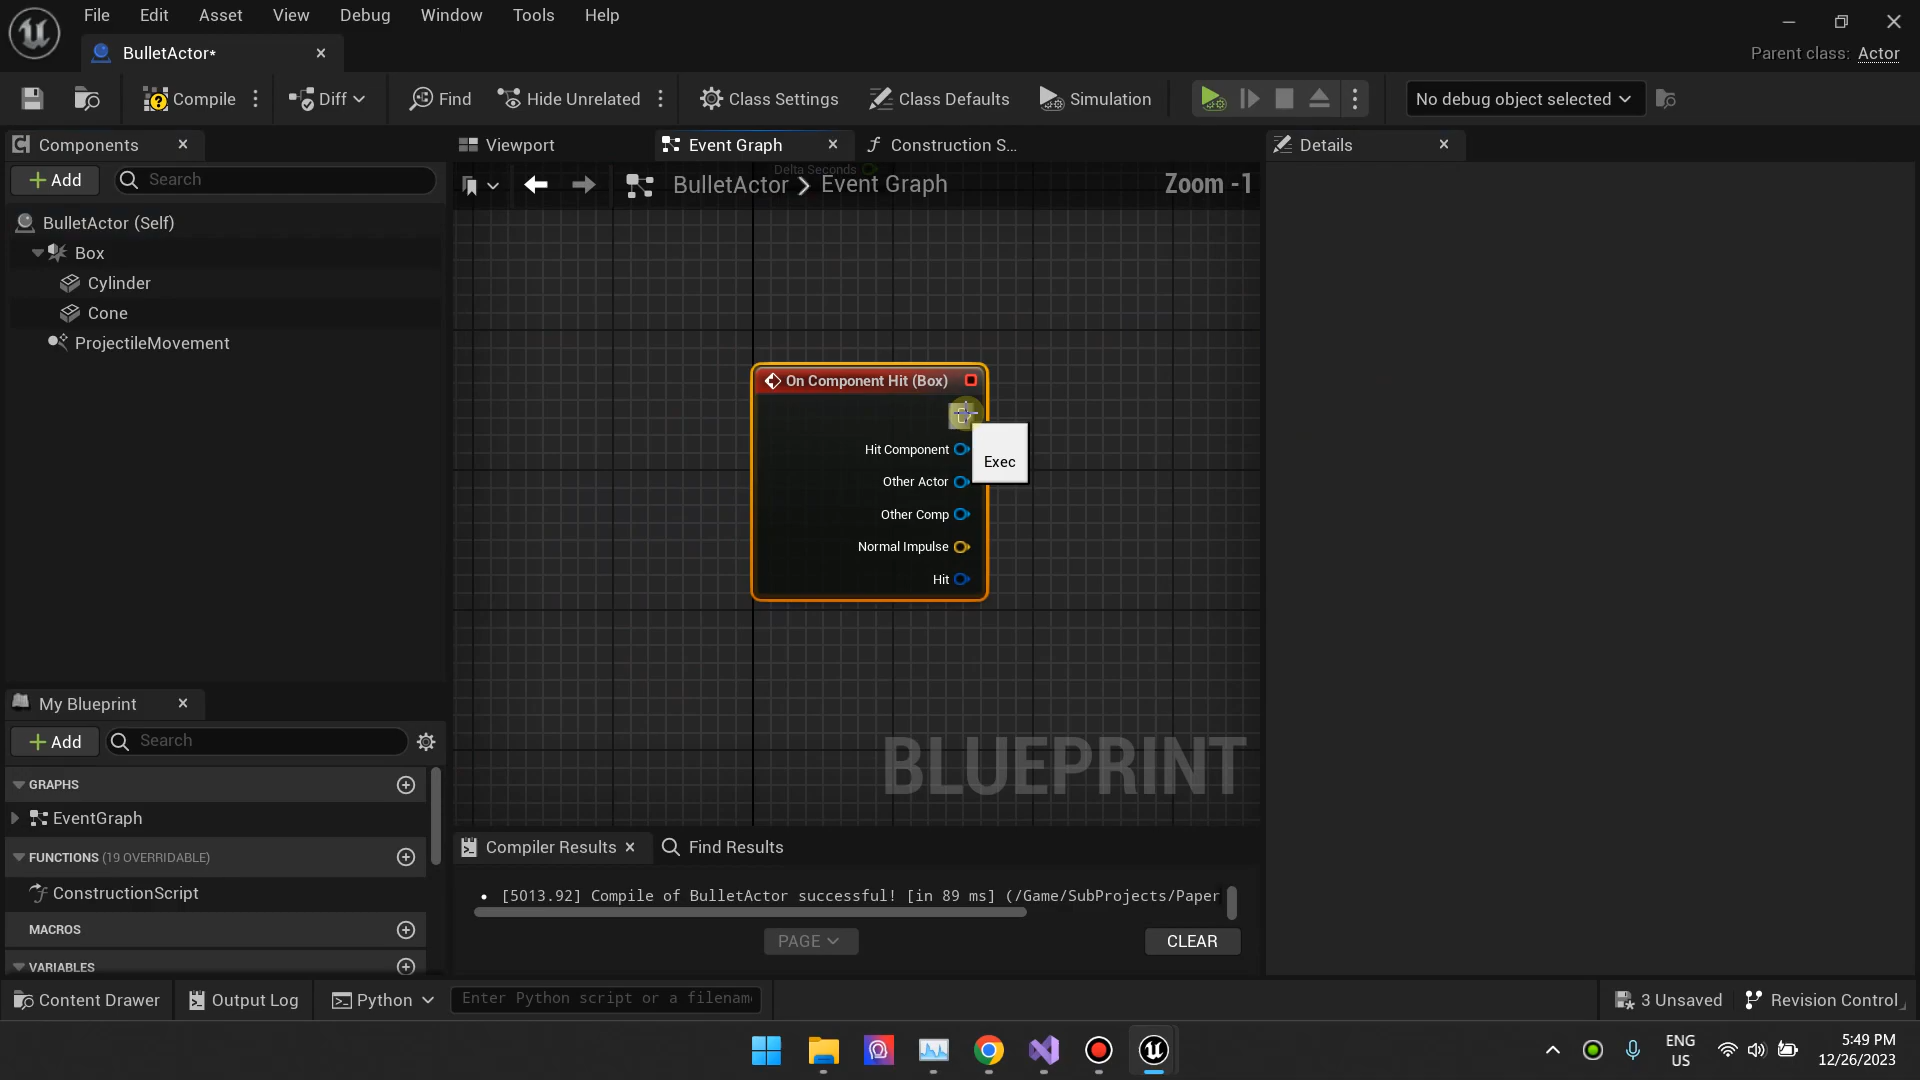 File Edit Asset View Debug Window Tools Help
BulletActor*
Parent class: Actor
Compile Diff Find Hide Unrelated Class Settings Class Defaults Simulation No debug object selected
Components
Viewport Event Graph Construction S... Details
Add Search
Delta Seconds
BulletActor > Event Graph Zoom -1
BulletActor (Self)
Box
Cylinder
Cone
ProjectileMovement
On Component Hit (Box)
Hit Component
Exec
Other Actor
Other Comp
Normal Impulse
Hit
My Blueprint
Add Search
BLUEPRINT
GRAPHS
EventGraph
FUNCTIONS (19 OVERRIDABLE)
ConstructionScript
MACROS
VARIABLES
Compiler Results Find Results
[5013.92] Compile of BulletActor successful! [in 89 ms] (/Game/SubProjects/Paper
PAGE CLEAR
Content Drawer Output Log Python Enter Python script or a filenam 3 Unsaved Revision Control
ENG
US
5:49 PM
12/26/2023